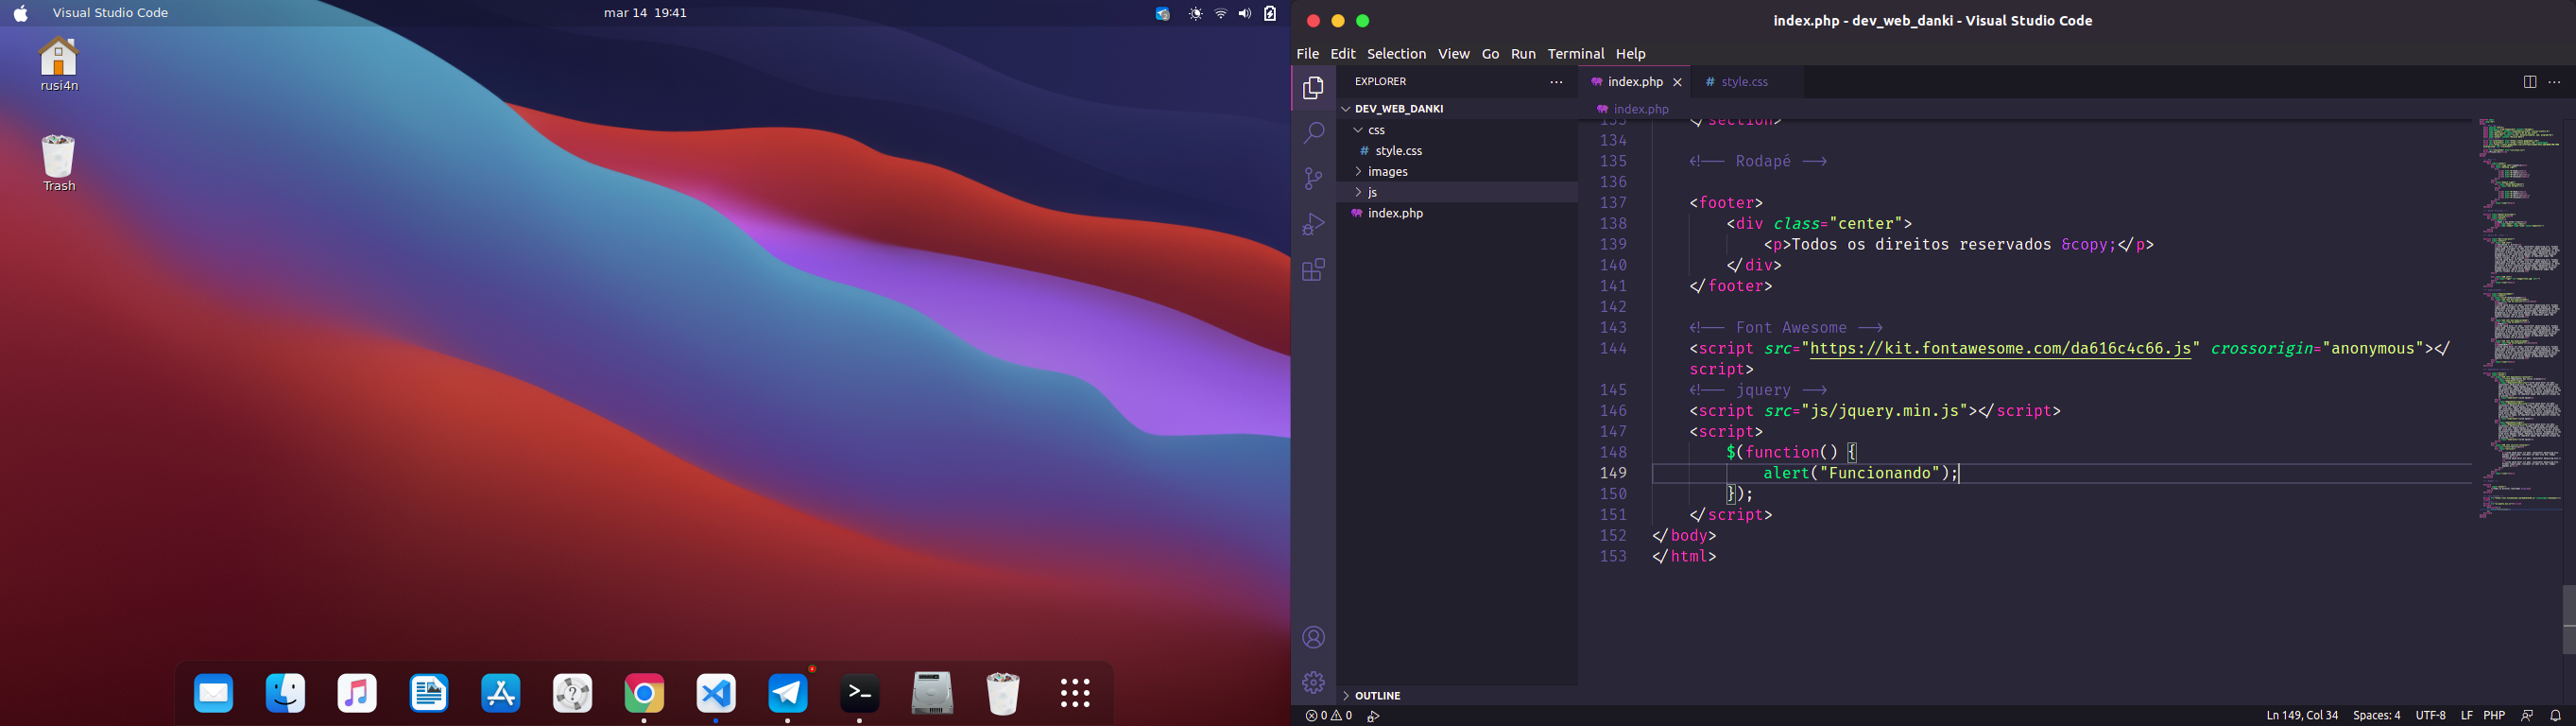 Visual Studio Code
mar 14 19:41
rusi4n
Trash
index.php - dev_web_danki - Visual Studio Code
File Edit Selection View Go Run Terminal Help
EXPLORER
DEV_WEB_DANKI
css
# style.css
images
js
index.php
OUTLINE
index.php
# style.css
index.php
133 </section>
134
135 <!-- Rodapé -->
136
137 <footer>
138 <div class="center">
139 <p>Todos os direitos reservados &copy;</p>
140 </div>
141 </footer>
142
143 <!-- Font Awesome -->
144 <script src="https://kit.fontawesome.com/da616c4c66.js" crossorigin="anonymous"></
script>
145 <!-- jquery -->
146 <script src="js/jquery.min.js"></script>
147 <script>
148 $(function() {
149 alert("Funcionando");
150 });
151 </script>
152 </body>
153 </html>
0 0
Ln 149, Col 34 Spaces: 4 UTF-8 LF PHP